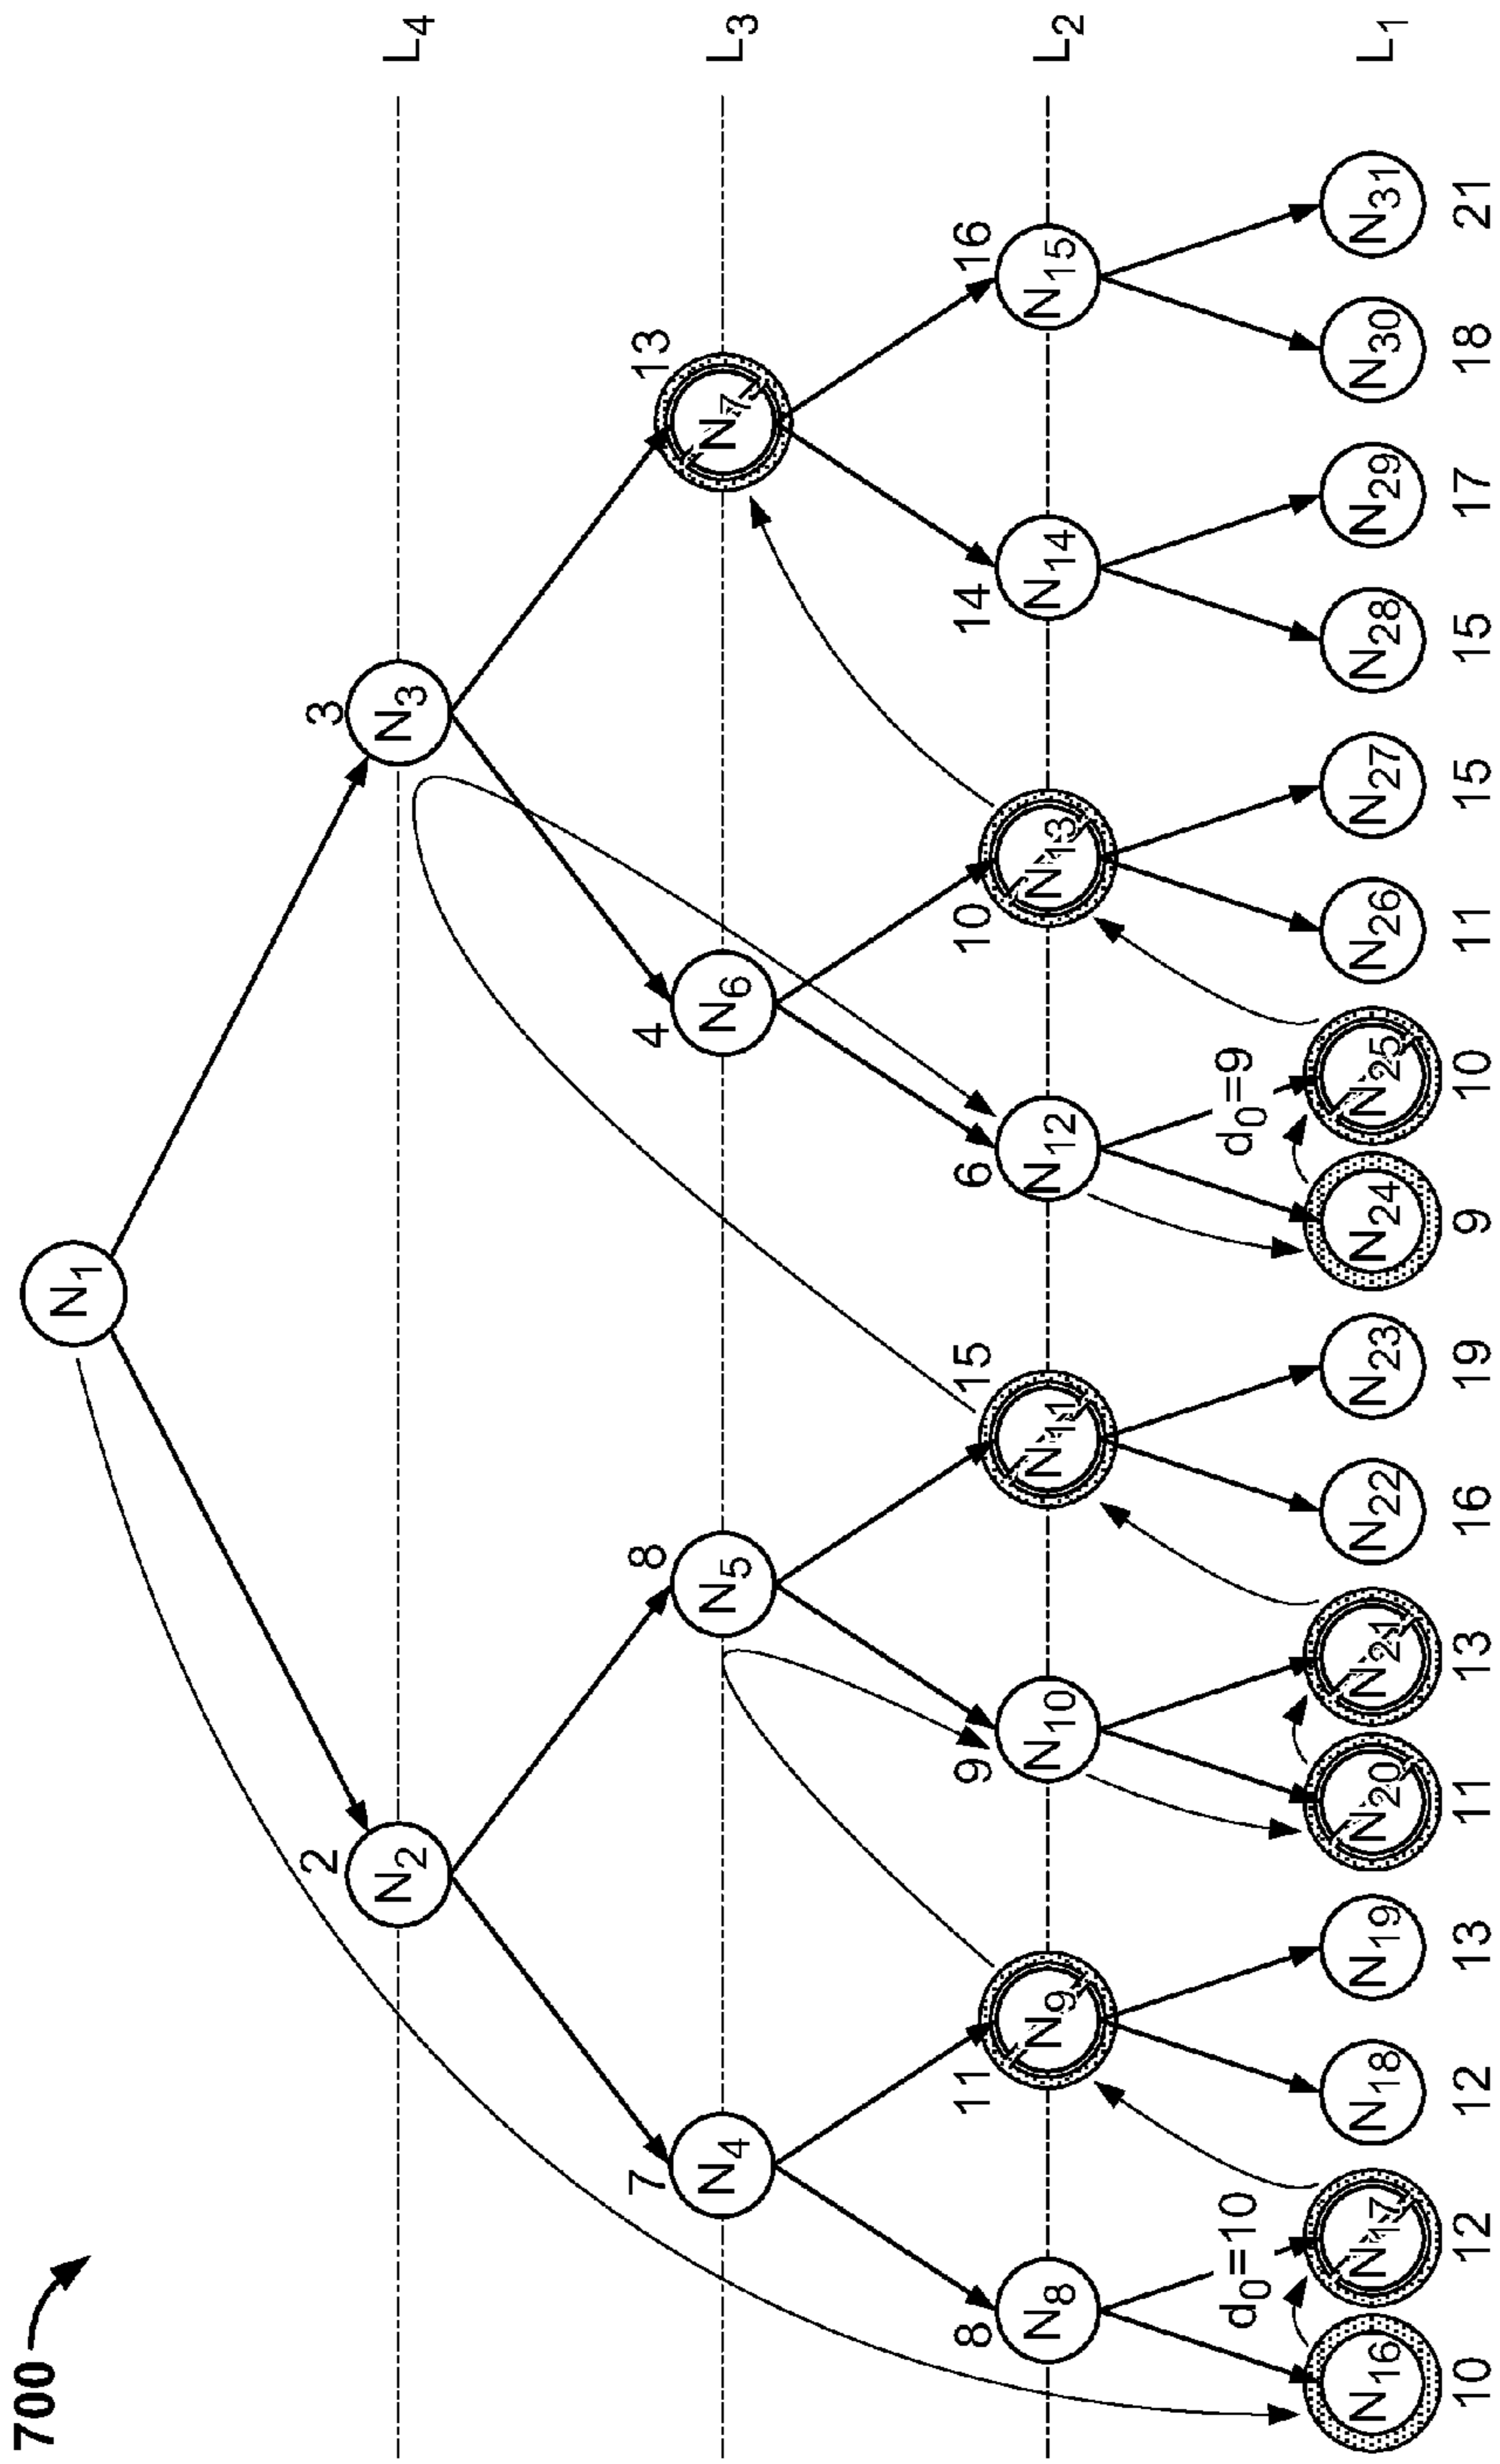 700
N₁
2 3
N₂ N₃ L₄
7 8 4 13
N₄ N₅ N₆ N₇ L₃
8 11 9 15 6 10 14 16
N₈ N₉ N₁₀ N₁₁ N₁₂ N₁₃ N₁₄ N₁₅ L₂
d₀=10 d₀=9
N₁₆ N₁₇ N₁₈ N₁₉ N₂₀ N₂₁ N₂₂ N₂₃ N₂₄ N₂₅ N₂₆ N₂₇ N₂₈ N₂₉ N₃₀ N₃₁ L₁
10 12 12 13 11 13 16 19 9 10 11 15 15 17 18 21